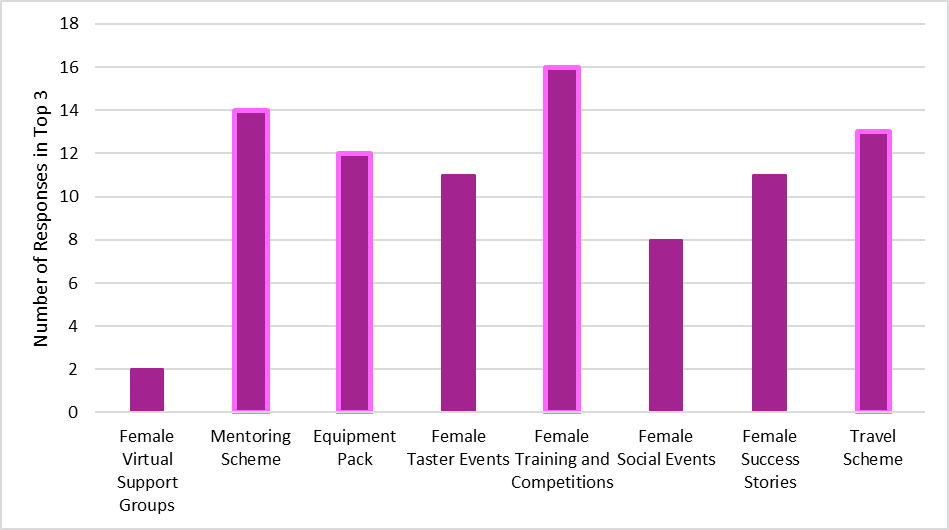 Number of Responses in Top 3
18
16
14
12
10
8
6
4
2
0
Female
Virtual
Support
Groups
Mentoring
Scheme
Equipment
Pack
Female
Taster Events
Female
Training and
Competitions
Female
Social Events
Female
Success
Stories
Travel
Scheme